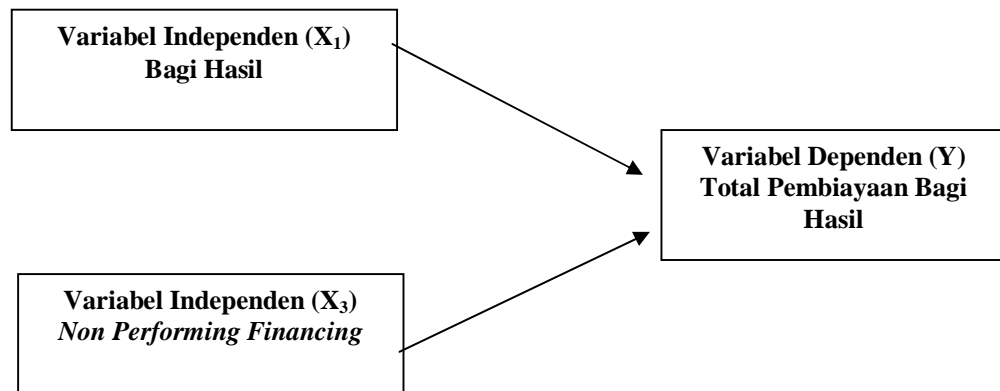 Variabel Independen (X₁)
Bagi Hasil
Variabel Dependen (Y)
Total Pembiayaan Bagi
Hasil
Variabel Independen (X₃)
Non Performing Financing